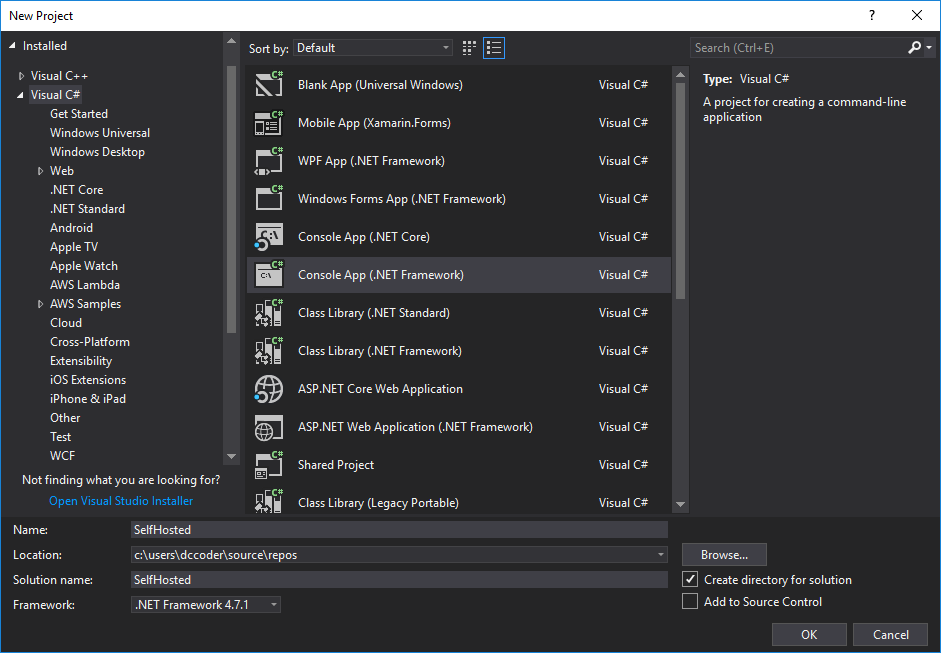 New Project
?
Installed
Visual C++
Visual C#
Get Started
Windows Universal
Windows Desktop
Web
.NET Core
.NET Standard
Android
Apple TV
Apple Watch
AWS Lambda
AWS Samples
Cloud
Cross-Platform
Extensibility
iOS Extensions
iPhone & iPad
Other
Test
WCF
Not finding what you are looking for?
Open Visual Studio Installer
Sort by: Default
Blank App (Universal Windows) Visual C#
Mobile App (Xamarin.Forms) Visual C#
WPF App (.NET Framework) Visual C#
Windows Forms App (.NET Framework) Visual C#
Console App (.NET Core) Visual C#
Console App (.NET Framework) Visual C#
Class Library (.NET Standard) Visual C#
Class Library (.NET Framework) Visual C#
ASP.NET Core Web Application Visual C#
ASP.NET Web Application (.NET Framework) Visual C#
Shared Project Visual C#
Class Library (Legacy Portable) Visual C#
Search (Ctrl+E)
Type: Visual C#
A project for creating a command-line
application
Name: SelfHosted
Location: c:\users\dccoder\source\repos
Browse...
Solution name: SelfHosted
Create directory for solution
Framework: .NET Framework 4.7.1
Add to Source Control
OK Cancel